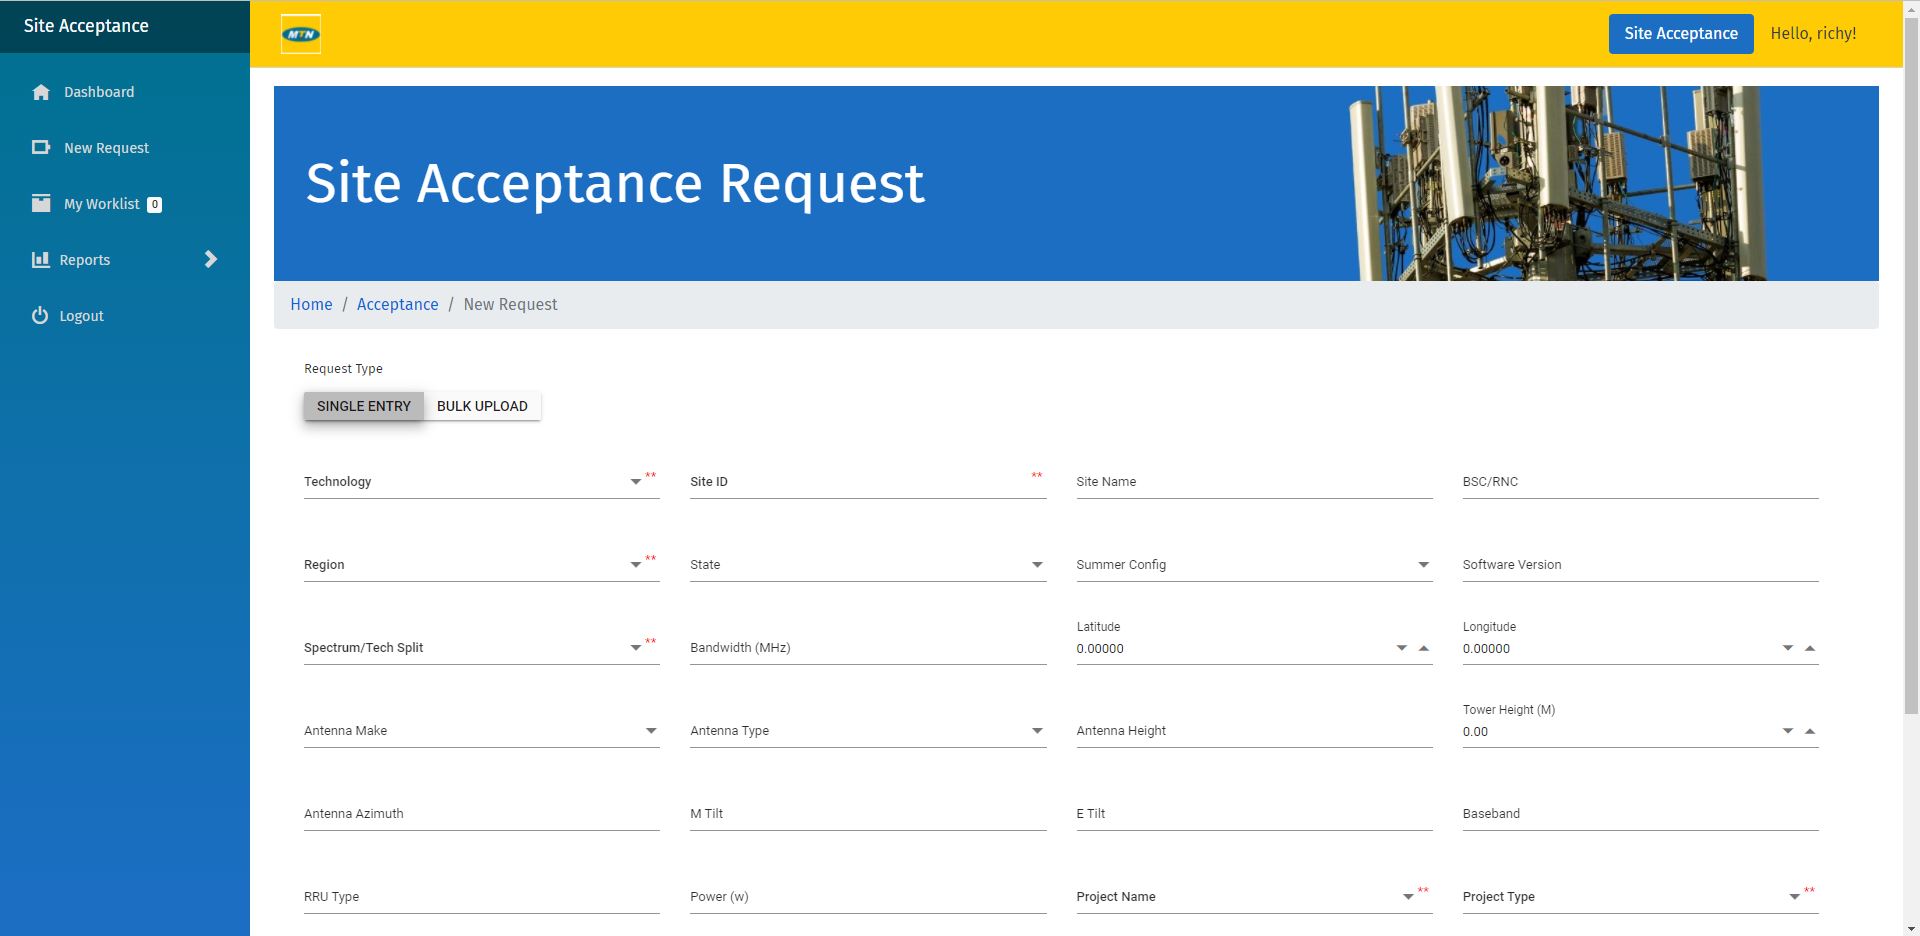 Site Acceptance
MTN
Site Acceptance
Hello, richy!
Dashboard
New Request
My Worklist 0
Reports
Logout
Site Acceptance Request
Home / Acceptance / New Request
Request Type
SINGLE ENTRY
BULK UPLOAD
Technology **
Site ID **
Site Name
BSC/RNC
Region **
State
Summer Config
Software Version
Spectrum/Tech Split **
Bandwidth (MHz)
Latitude
0.00000
Longitude
0.00000
Antenna Make
Antenna Type
Antenna Height
Tower Height (M)
0.00
Antenna Azimuth
M Tilt
E Tilt
Baseband
RRU Type
Power (w)
Project Name **
Project Type **